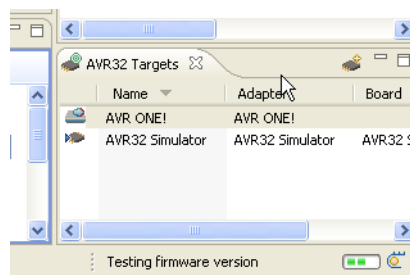 AVR32 Targets
Name Adapter Board
AVR ONE! AVR ONE!
AVR32 Simulator AVR32 Simulator AVR32 S
Testing firmware version